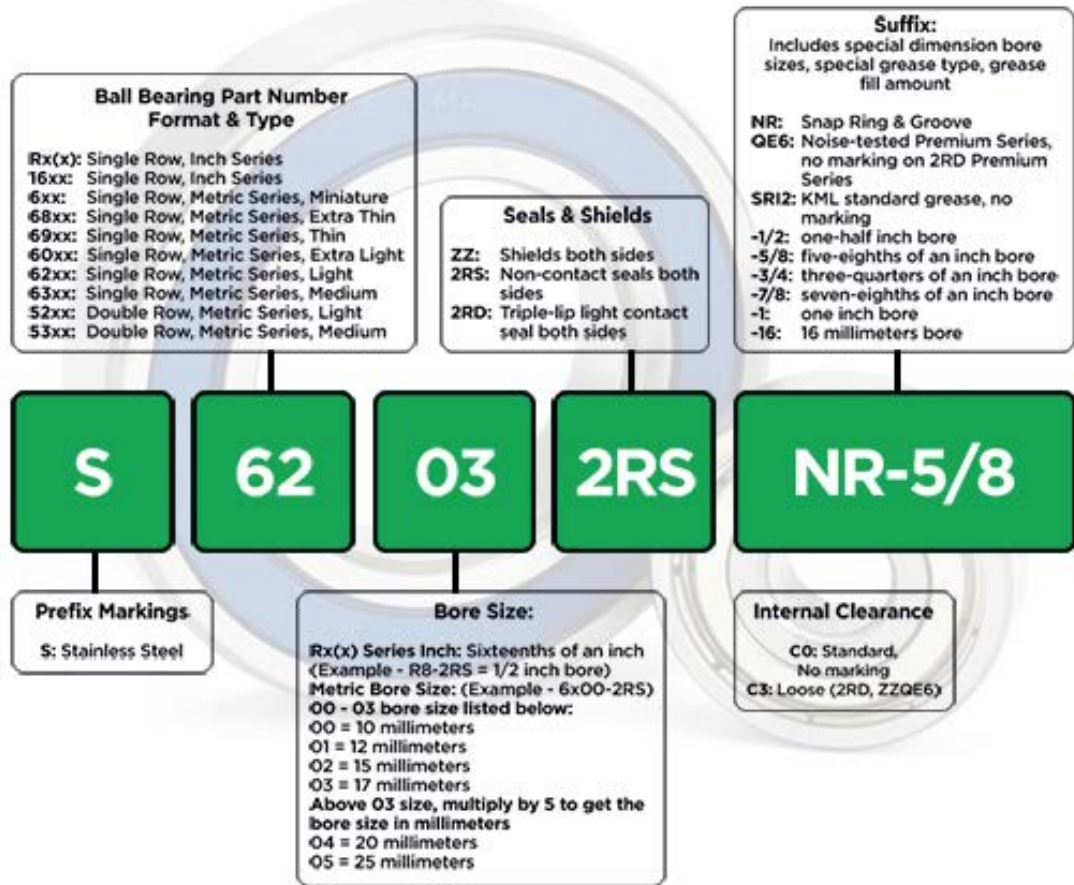 Suffix:
Includes special dimension bore
sizes, special grease type, grease
fill amount
NR: Snap Ring & Groove
QE6: Noise-tested Premium Series,
no marking on 2RD Premium
Series
SRI2: KML standard grease, no
marking
-1/2: one-half inch bore
-5/8: five-eighths of an inch bore
-3/4: three-quarters of an inch bore
-7/8: seven-eighths of an inch bore
-1: one inch bore
-16: 16 millimeters bore
Ball Bearing Part Number
Format & Type
Rx(x): Single Row, Inch Series
16xx: Single Row, Inch Series
6xx: Single Row, Metric Series, Miniature
68xx: Single Row, Metric Series, Extra Thin
69xx: Single Row, Metric Series, Thin
60xx: Single Row, Metric Series, Extra Light
62xx: Single Row, Metric Series, Light
63xx: Single Row, Metric Series, Medium
52xx: Double Row, Metric Series, Light
53xx: Double Row, Metric Series, Medium
Seals & Shields
ZZ: Shields both sides
2RS: Non-contact seals both
sides
2RD: Triple-lip light contact
seal both sides
S 62 03 2RS NR-5/8
Prefix Markings
S: Stainless Steel
Bore Size:
Rx(x) Series Inch: Sixteenths of an inch
(Example - R8-2RS = 1/2 inch bore)
Metric Bore Size: (Example - 6x00-2RS)
00 - 03 bore size listed below:
00 = 10 millimeters
01 = 12 millimeters
02 = 15 millimeters
03 = 17 millimeters
Above 03 size, multiply by 5 to get the
bore size in millimeters
04 = 20 millimeters
05 = 25 millimeters
Internal Clearance
C0: Standard,
No marking
C3: Loose (2RD, ZZQE6)